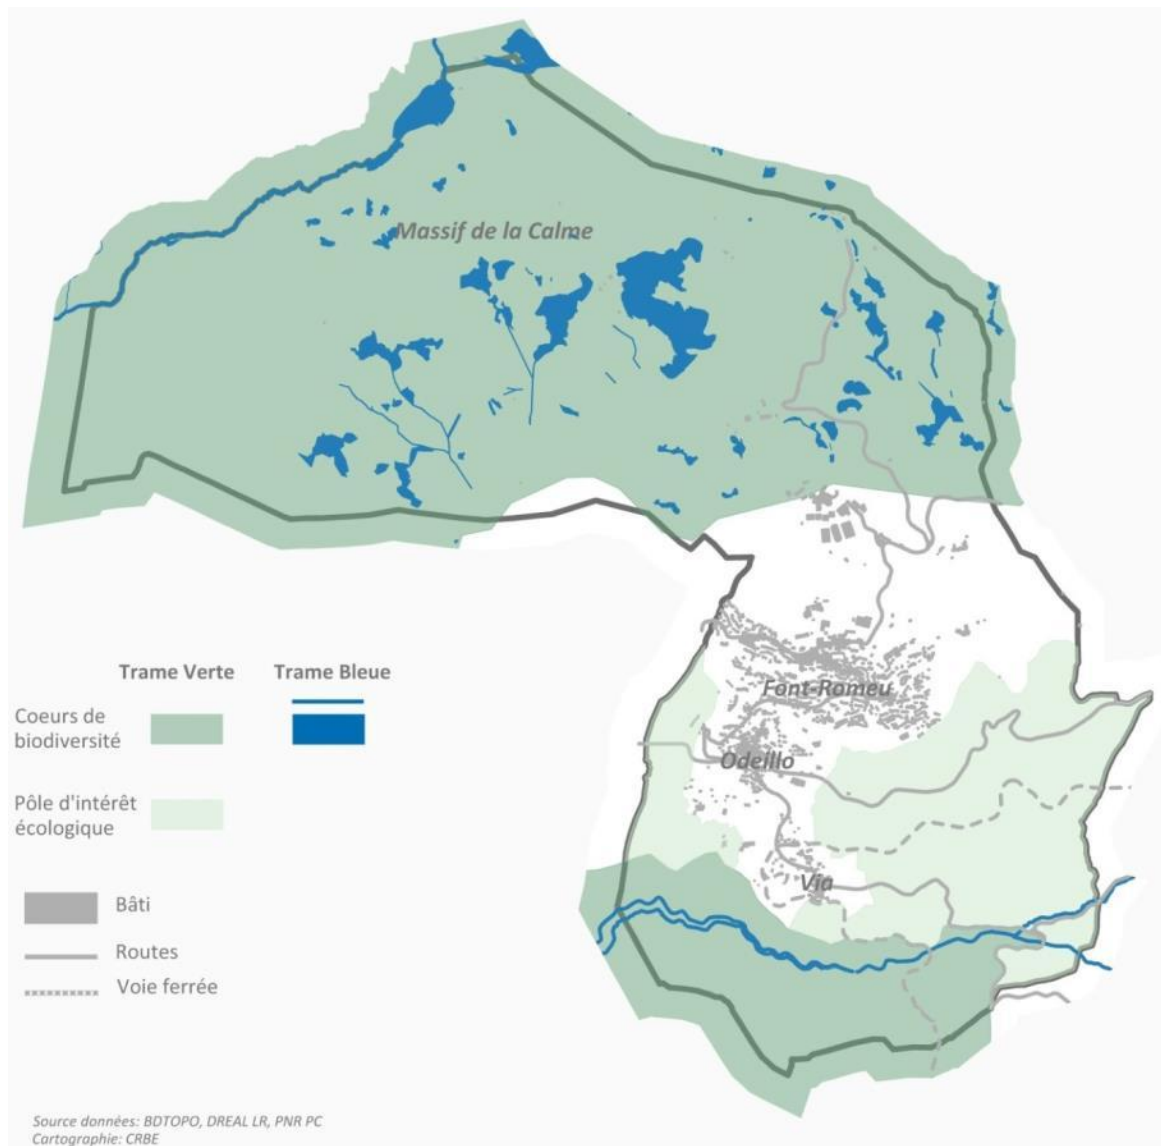 Massif de la Calme
Font-Romeu
Odeillo
Via
Trame Verte Trame Bleue
Coeurs de
biodiversité
Pôle d'intérêt
écologique
Bâti
Routes
Voie ferrée
Source données: BDTOPO, DREAL LR, PNR PC
Cartographie: CRBE